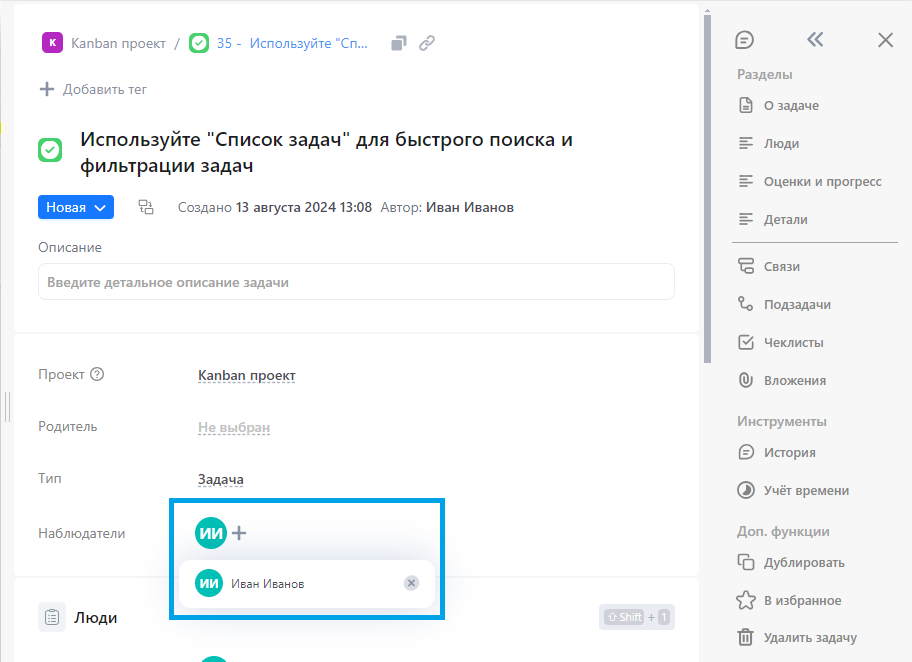 K Kanban проект / 35 - Используйте "Сп...
Добавить тег
Используйте "Список задач" для быстрого поиска и
фильтрации задач
Новая Создано 13 августа 2024 13:08 Автор: Иван Иванов
Описание
Введите детальное описание задачи
Проект Kanban проект
Родитель Не выбран
Тип Задача
Наблюдатели ИИ
ИИ Иван Иванов
Люди Shift + 1
Разделы
О задаче
Люди
Оценки и прогресс
Детали
Связи
Подзадачи
Чеклисты
Вложения
Инструменты
История
Учёт времени
Доп. функции
Дублировать
В избранное
Удалить задачу